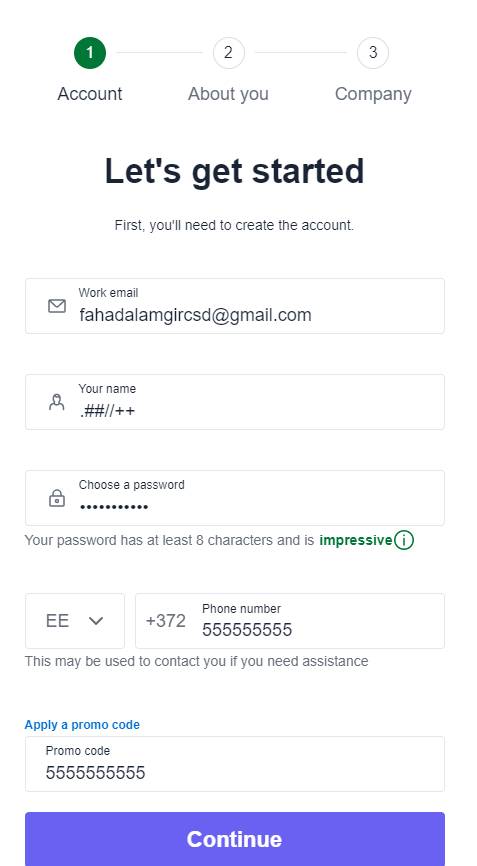 1 2 3
Account About you Company
Let's get started
First, you'll need to create the account.
Work email
fahadalamgircsd@gmail.com
Your name
.##//++
Choose a password
•••••••••••
Your password has at least 8 characters and is impressive
EE +372 Phone number
555555555
This may be used to contact you if you need assistance
Apply a promo code
Promo code
5555555555
Continue